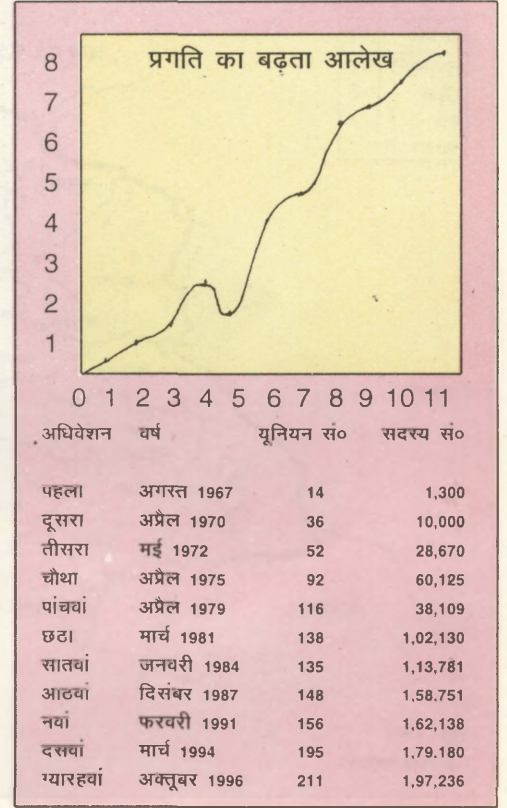 प्रगति का बढ़ता आलेख
8
7
6
5
4
3
2
1
0 1 2 3 4 5 6 7 8 9 10 11
अधिवेशन वर्ष यूनियन सं० सदस्य सं०
पहला अगस्त 1967 14 1,300
दूसरा अप्रैल 1970 36 10,000
तीसरा मई 1972 52 28,670
चौथा अप्रैल 1975 92 60,125
पांचवां अप्रैल 1979 116 38,109
छटा मार्च 1981 138 1,02,130
सातवां जनवरी 1984 135 1,13,781
आठवां दिसंबर 1987 148 1,58.751
नवां फरवरी 1991 156 1,62,138
दसवां मार्च 1994 195 1,79.180
ग्यारहवां अक्तूबर 1996 211 1,97,236